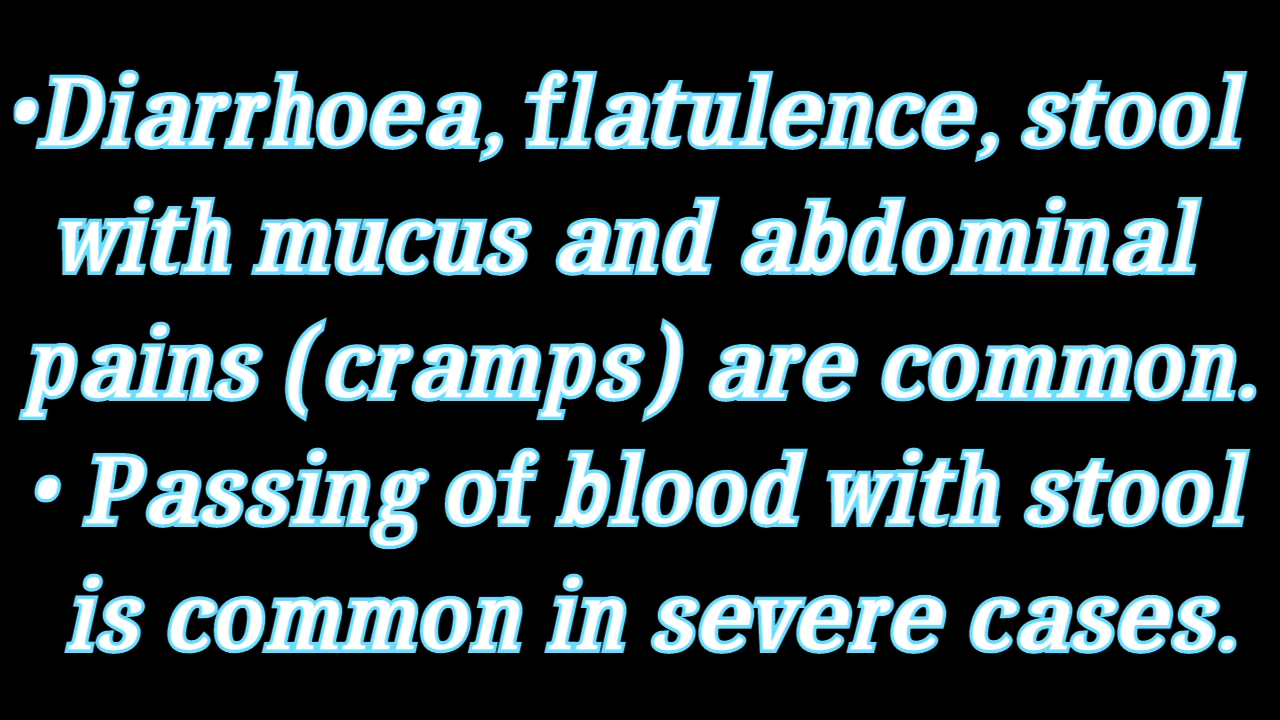 •Diarrhoea, flatulence, stool
with mucus and abdominal
pains (cramps) are common.
• Passing of blood with stool
is common in severe cases.